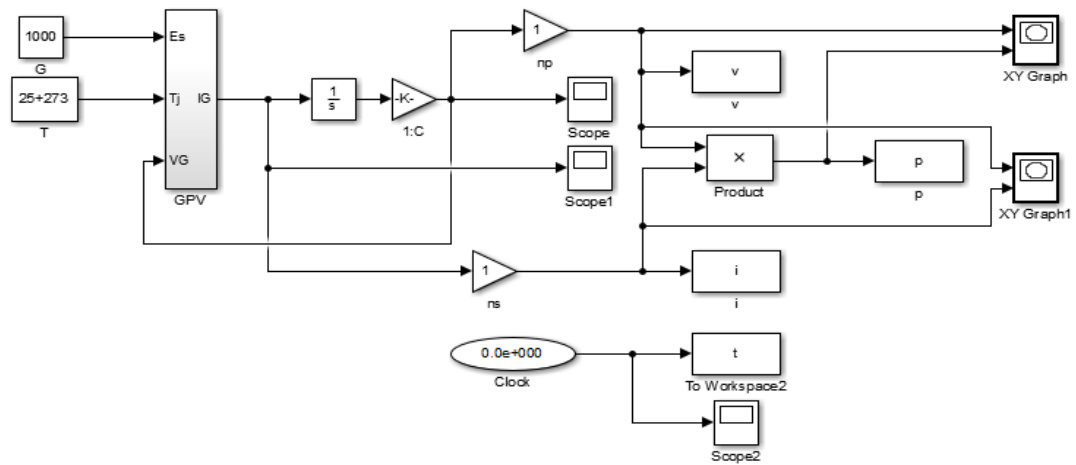 1000
G
25+273
T
Es
Tj
IG
VG
GPV
1
s
-K-
1:C
1
np
Scope
Scope1
v
v
×
Product
p
p
XY Graph
XY Graph1
1
ns
i
i
0.0e+000
Clock
t
To Workspace2
Scope2